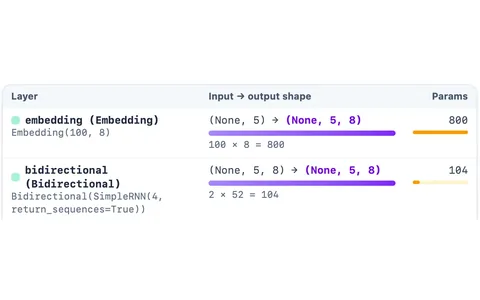 Layer Input → output shape Params
embedding (Embedding) (None, 5) → (None, 5, 8) 800
Embedding(100, 8)
100 × 8 = 800
bidirectional (None, 5, 8) → (None, 5, 8) 104
(Bidirectional)
2 × 52 = 104
Bidirectional(SimpleRNN(4,
return_sequences=True))